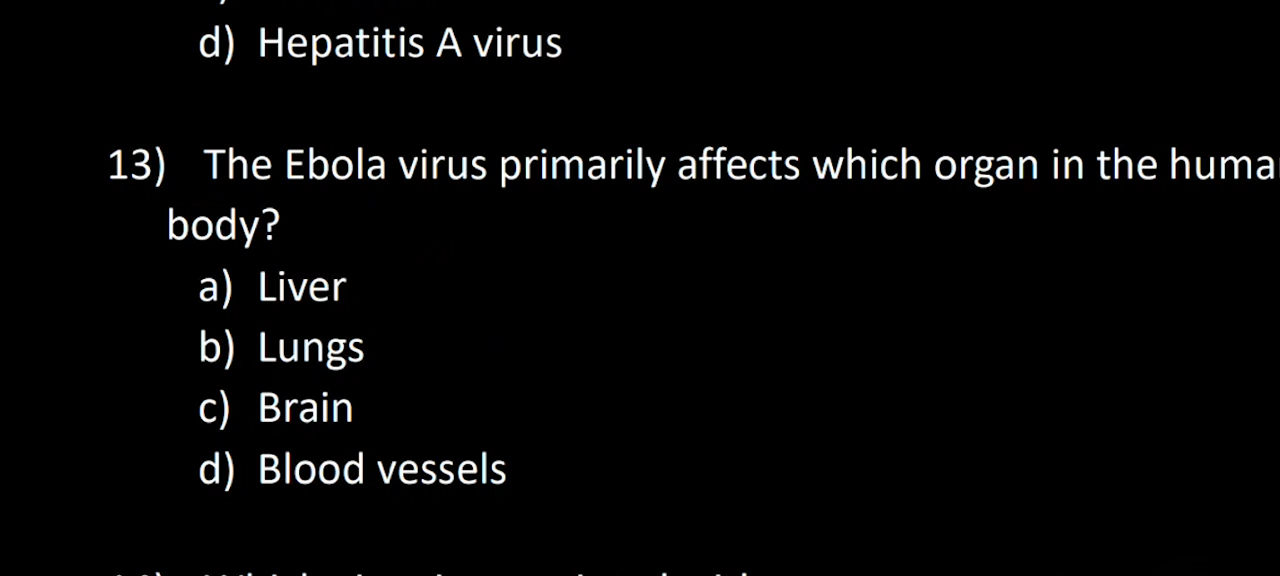 d) Hepatitis A virus
13) The Ebola virus primarily affects which organ in the huma
body?
a) Liver
b) Lungs
c) Brain
d) Blood vessels